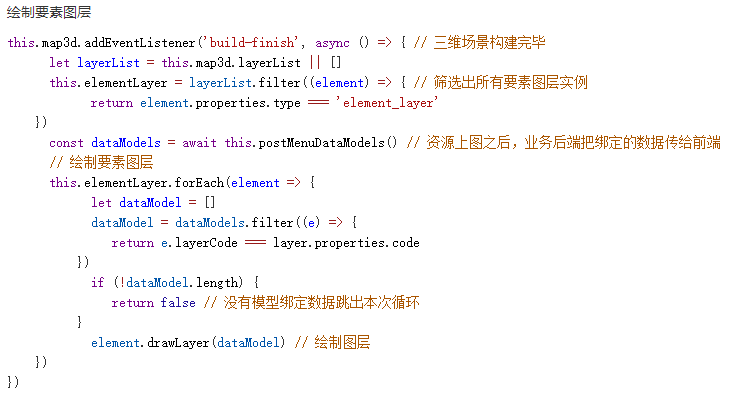 绘制要素图层
this.map3d.addEventListener('build-finish', async () => { // 三维场景构建完毕
let layerList = this.map3d.layerList || []
this.elementLayer = layerList.filter((element) => { // 筛选出所有要素图层实例
return element.properties.type === 'element_layer'
})
const dataModels = await this.postMenuDataModels() // 资源上图之后，业务后端把绑定的数据传给前端
// 绘制要素图层
this.elementLayer.forEach(element => {
let dataModel = []
dataModel = dataModels.filter((e) => {
return e.layerCode === layer.properties.code
})
if (!dataModel.length) {
return false // 没有模型绑定数据跳出本次循环
}
element.drawLayer(dataModel) // 绘制图层
})
})